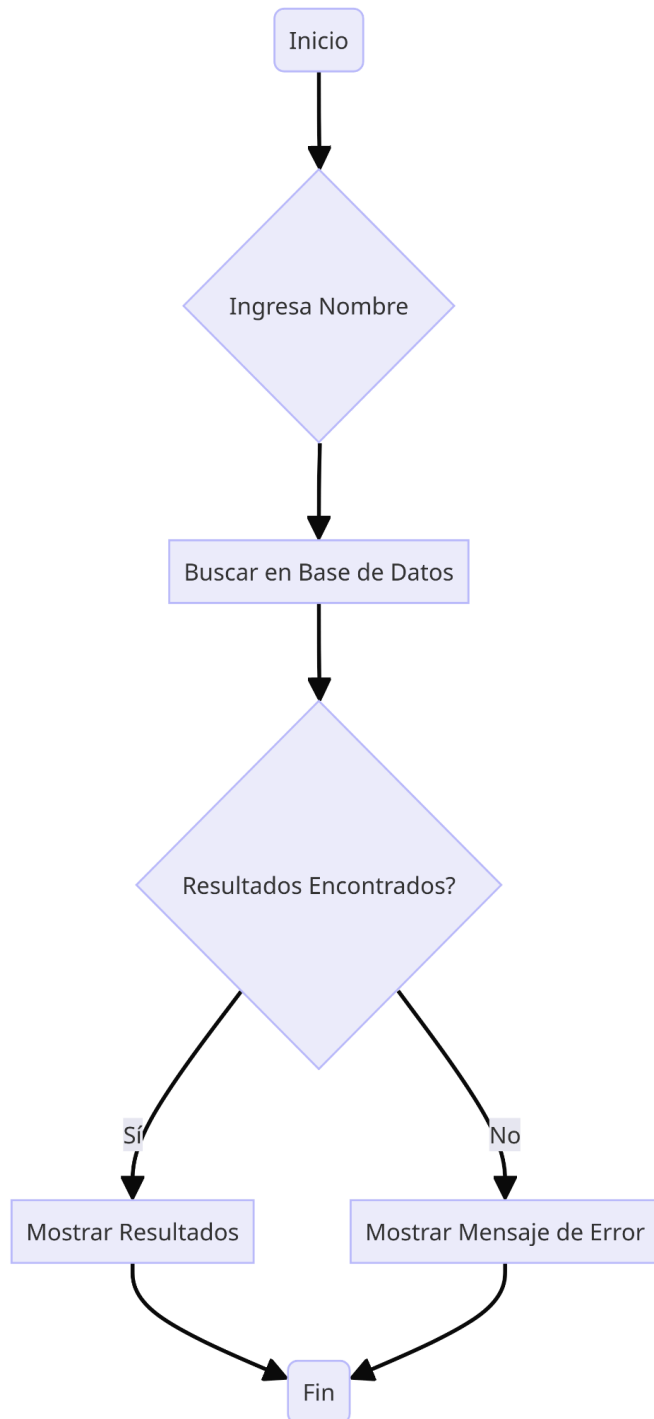 Inicio
Ingresa Nombre
Buscar en Base de Datos
Resultados Encontrados?
Sí
No
Mostrar Resultados
Mostrar Mensaje de Error
Fin